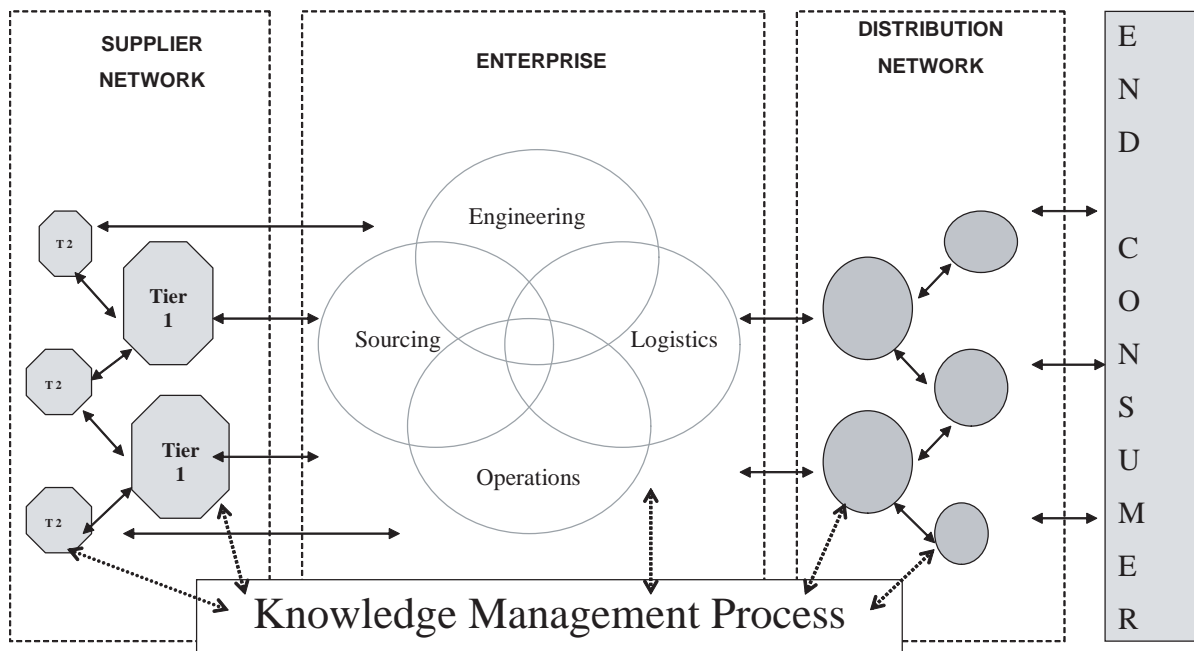 SUPPLIER
NETWORK
ENTERPRISE
DISTRIBUTION
NETWORK
E
N
D
C
O
N
S
U
M
E
R
Engineering
Sourcing
Logistics
Operations
T 2
Tier
1
T 2
Tier
1
T 2
Knowledge Management Process